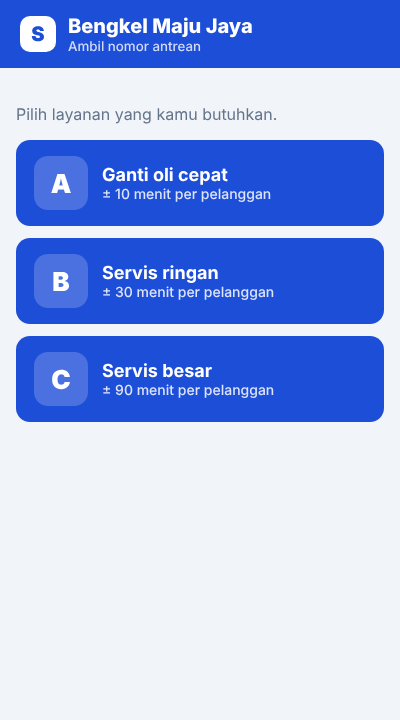 S
Bengkel Maju Jaya
Ambil nomor antrean
Pilih layanan yang kamu butuhkan.
A
Ganti oli cepat
± 10 menit per pelanggan
B
Servis ringan
± 30 menit per pelanggan
C
Servis besar
± 90 menit per pelanggan